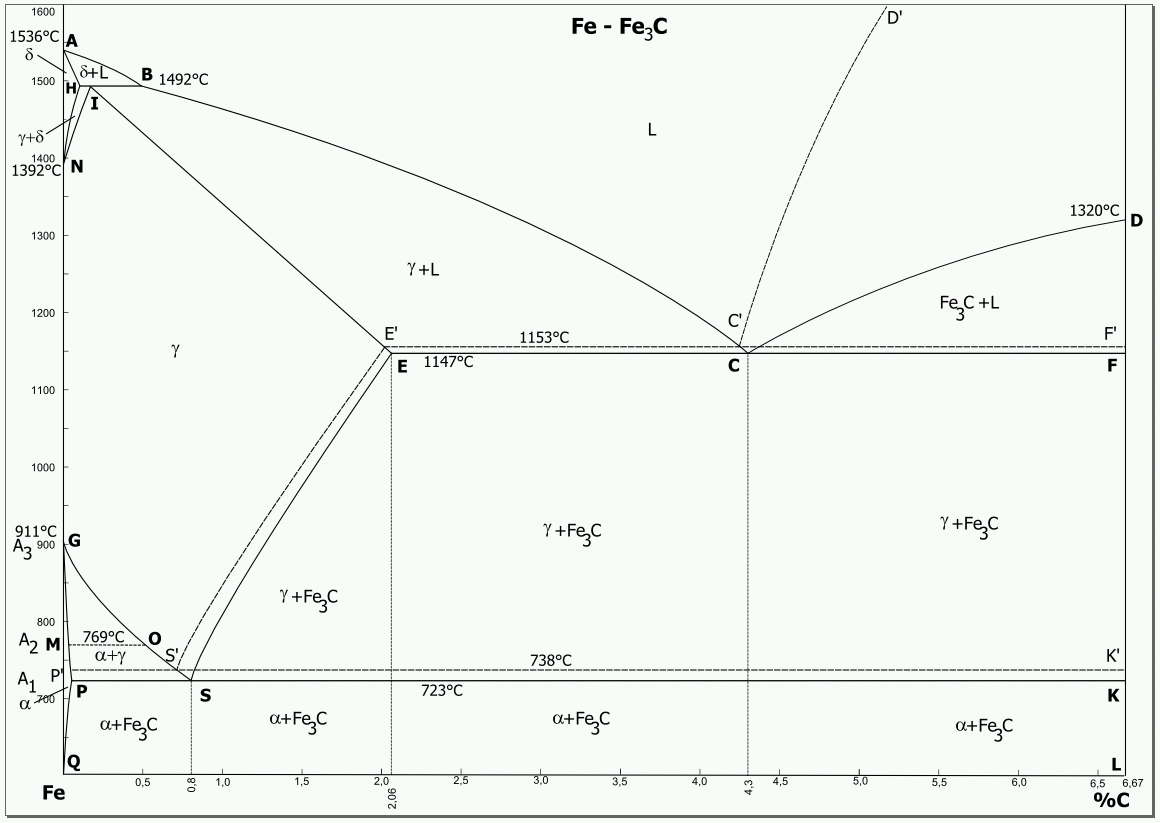 Fe - Fe3C
1600
D'
1536°C
A
δ
δ+L
B
1492°C
1500
H
I
L
γ+δ
1400
N
1392°C
1320°C
D
1300
γ+L
Fe3C +L
1200
C'
E'
1153°C
F'
γ
E
1147°C
C
F
1100
1000
911°C
G
A3
900
γ+Fe3C
γ+Fe3C
γ+Fe3C
800
A2
M
769°C
O
α+γ
S'
738°C
K'
A1
P'
P
S
723°C
K
α
700
α+Fe3C
α+Fe3C
α+Fe3C
α+Fe3C
Q
L
0,5
0,8
1,0
1,5
2,0
2,06
2,5
3,0
3,5
4,0
4,3
4,5
5,0
5,5
6,0
6,5
6,67
Fe
%C